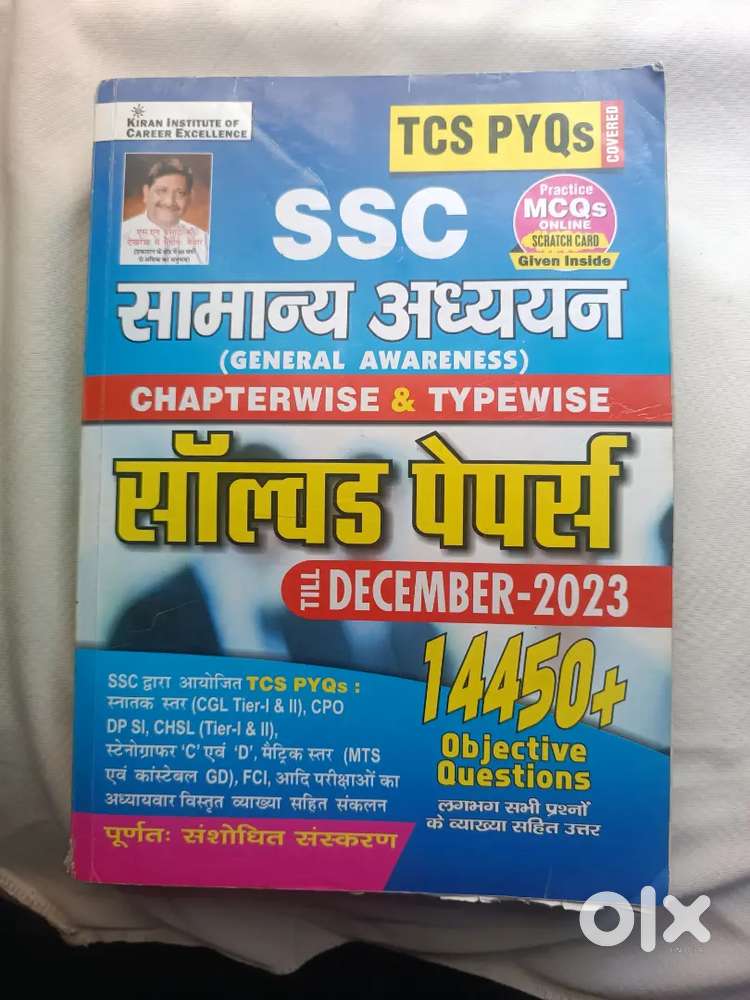 KIRAN INSTITUTE OF
CAREER EXCELLENCE
TCS PYQs
COVERED
SSC
Practice
MCQs
ONLINE
SCRATCH CARD
Given Inside
सामान्य अध्ययन
(GENERAL AWARENESS)
CHAPTERWISE & TYPEWISE
सॉल्वड पेपर्स
TILL DECEMBER-2023
14450+
Objective
Questions
लगभग सभी प्रश्नों
के व्याख्या सहित उत्तर
SSC द्वारा आयोजित TCS PYQs :
स्नातक स्तर (CGL Tier-I & II), CPO
DP SI, CHSL (Tier-I & II),
स्टेनोग्राफर 'C' एवं 'D', मैट्रिक स्तर (MTS
एवं कांस्टेबल GD), FCI, आदि परीक्षाओं का
अध्यायवार विस्तृत व्याख्या सहित संकलन
पूर्णतः संशोधित संस्करण
olx